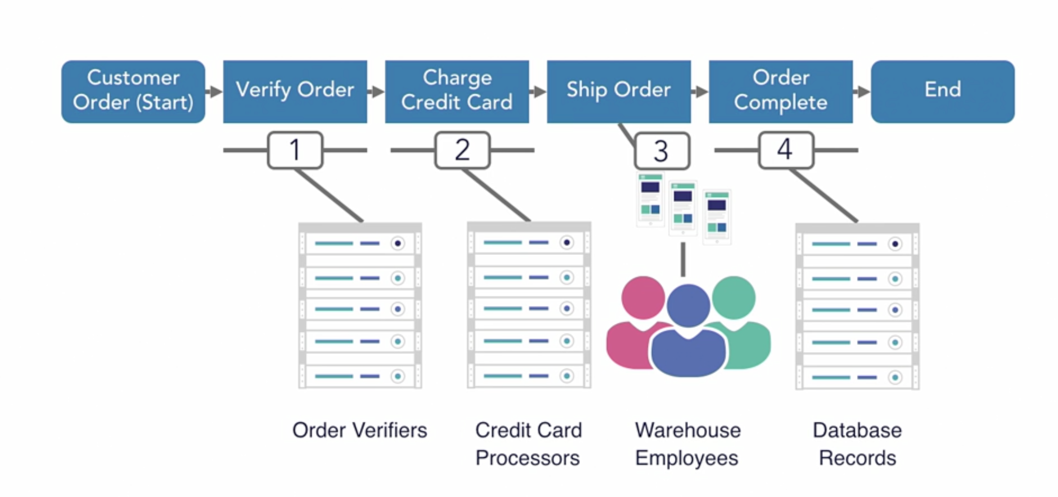 Customer
Order (Start)
Verify Order
Charge
Credit Card
Ship Order
Order
Complete
End
1
2
3
4
Order Verifiers
Credit Card
Processors
Warehouse
Employees
Database
Records